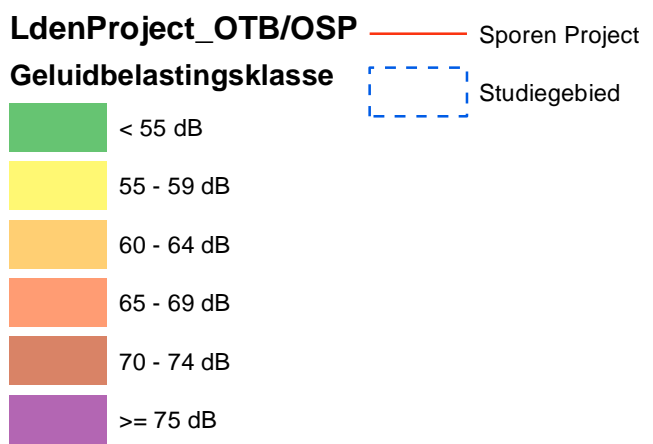 LdenProject_OTB/OSP
Geluidbelastingsklasse
< 55 dB
55 - 59 dB
60 - 64 dB
65 - 69 dB
70 - 74 dB
>= 75 dB
Sporen Project
Studiegebied